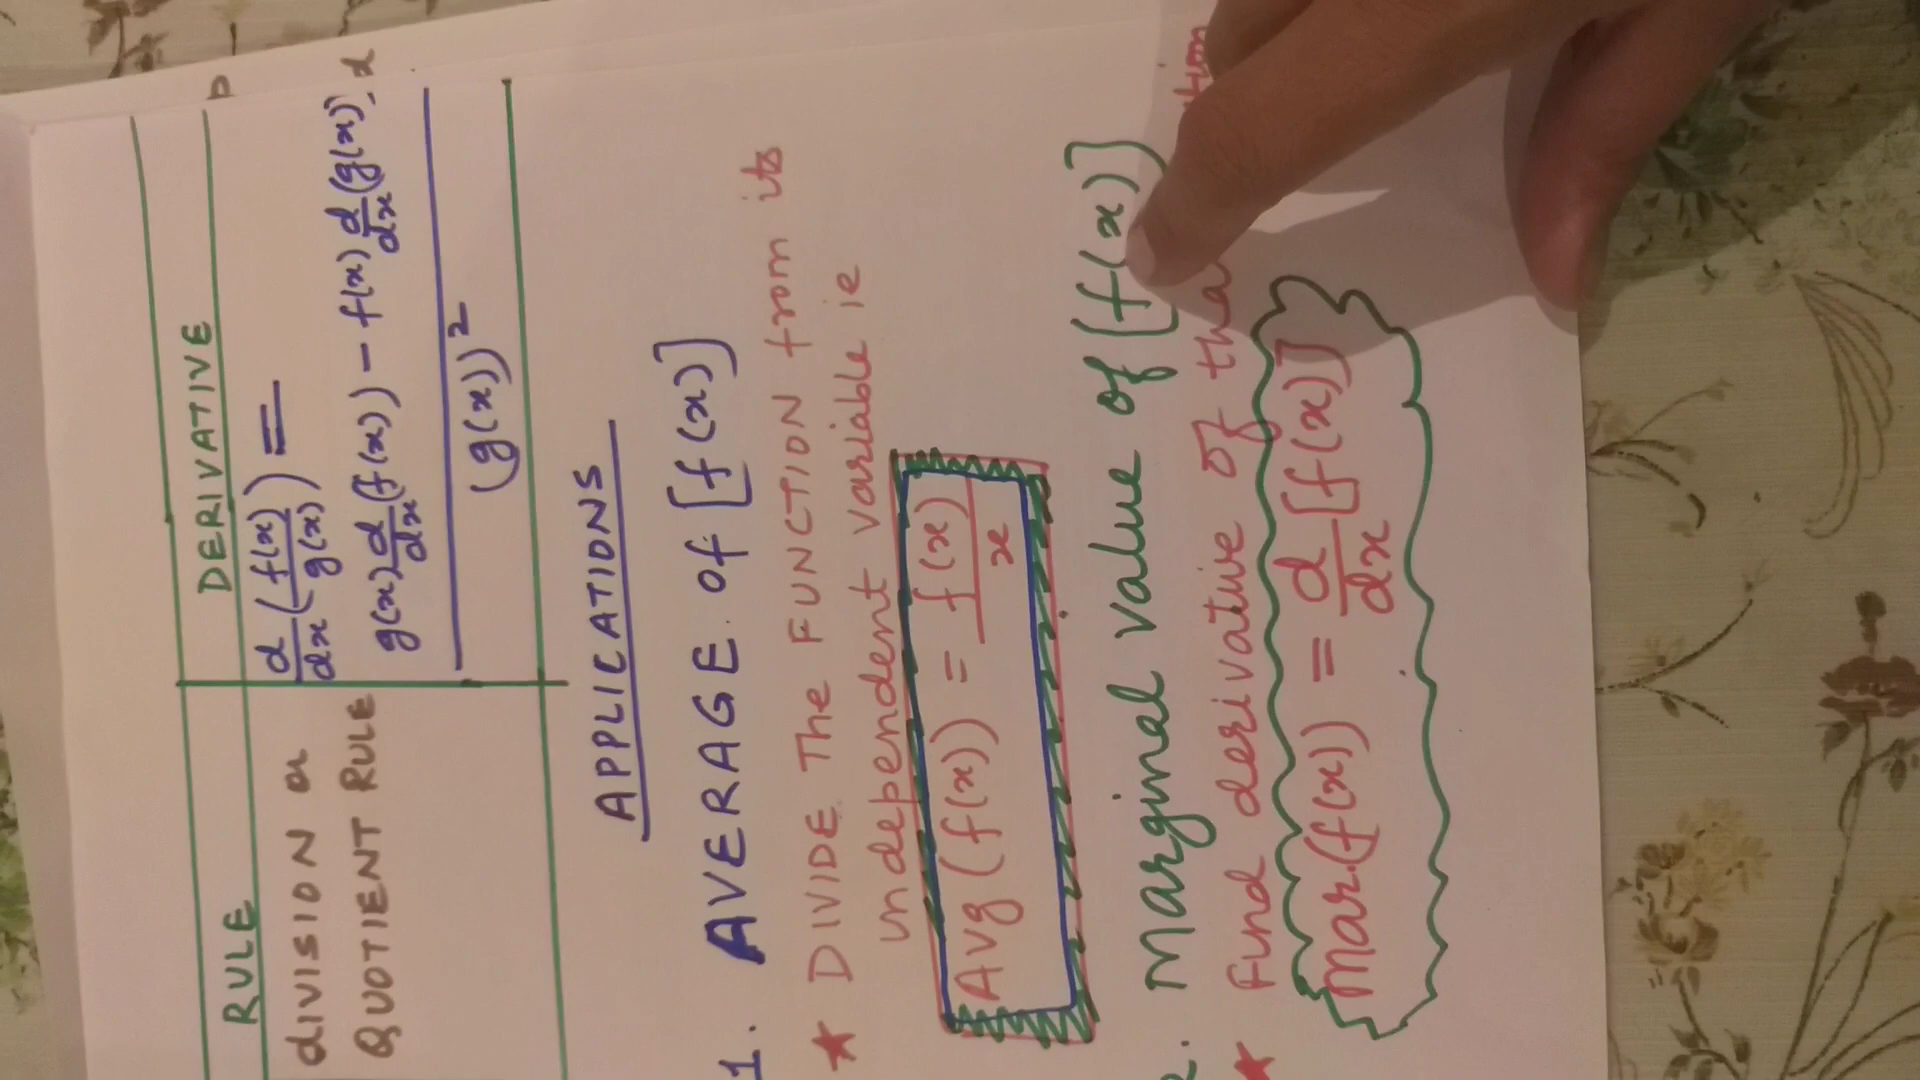 RULE DERIVATIVE
DIVISION or QUOTIENT RULE
d/dx (f(x)/g(x)) =
g(x) d/dx (f(x)) - f(x) d/dx (g(x))
(g(x))²
APPLICATIONS
1. AVERAGE of [f(x)]
★ DIVIDE The FUNCTION from its
independent variable ie
Avg (f(x)) = f(x)/x
2. Marginal value of [f(x)]
★ find derivative of
Mar.(f(x)) = d/dx [f(x)]